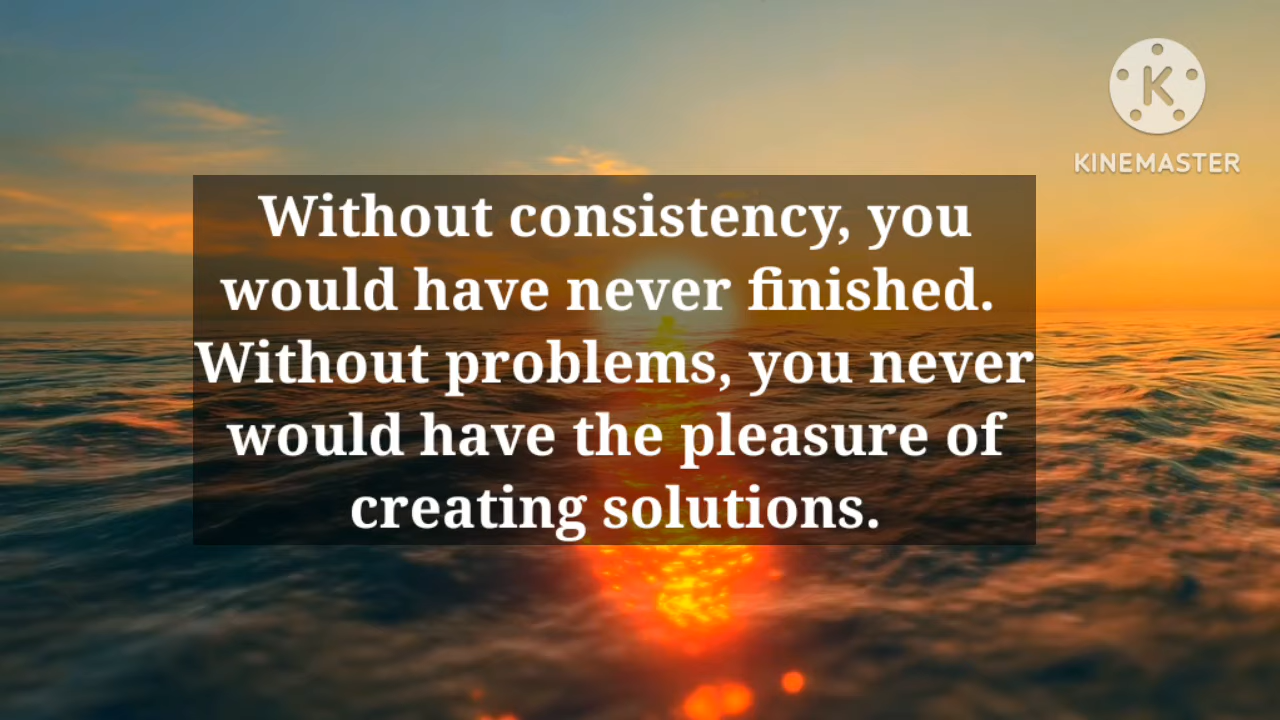 K
KINEMASTER
Without consistency, you
would have never finished.
Without problems, you never
would have the pleasure of
creating solutions.